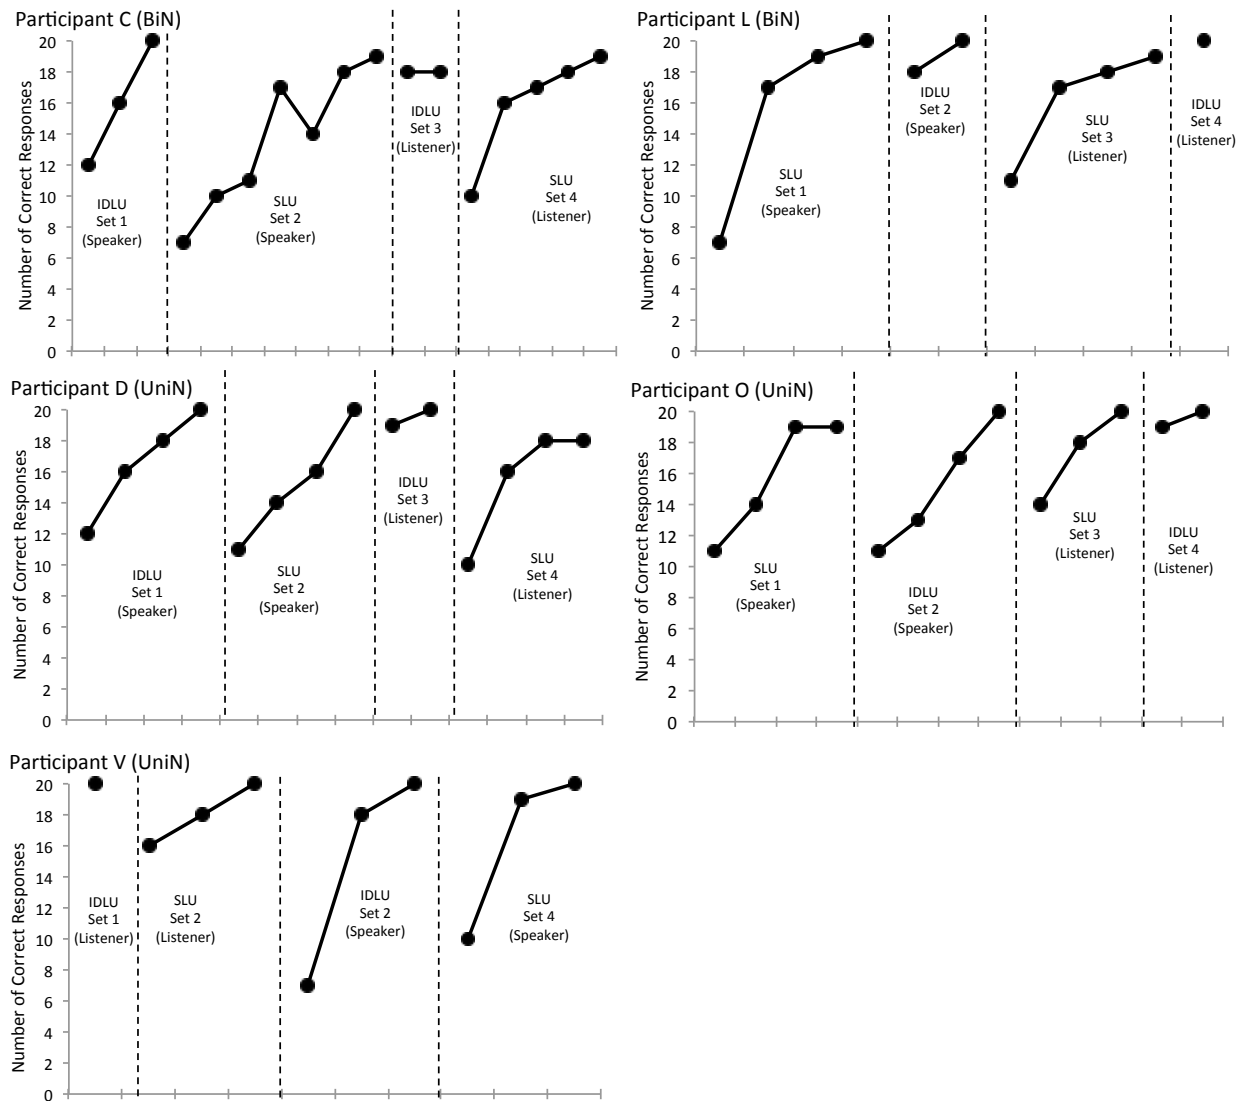 Participant C (BiN)
Number of Correct Responses
20
18
16
14
12
10
8
6
4
2
0
IDLU
Set 1
(Speaker)
SLU
Set 2
(Speaker)
IDLU
Set 3
(Listener)
SLU
Set 4
(Listener)
Participant L (BiN)
Number of Correct Responses
20
18
16
14
12
10
8
6
4
2
0
SLU
Set 1
(Speaker)
IDLU
Set 2
(Speaker)
SLU
Set 3
(Listener)
IDLU
Set 4
(Listener)
Participant D (UniN)
Number of Correct Responses
20
18
16
14
12
10
8
6
4
2
0
IDLU
Set 1
(Speaker)
SLU
Set 2
(Speaker)
IDLU
Set 3
(Listener)
SLU
Set 4
(Listener)
Participant O (UniN)
Number of Correct Responses
20
18
16
14
12
10
8
6
4
2
0
SLU
Set 1
(Speaker)
IDLU
Set 2
(Speaker)
SLU
Set 3
(Listener)
IDLU
Set 4
(Listener)
Participant V (UniN)
Number of Correct Responses
20
18
16
14
12
10
8
6
4
2
0
IDLU
Set 1
(Listener)
SLU
Set 2
(Listener)
IDLU
Set 2
(Speaker)
SLU
Set 4
(Speaker)